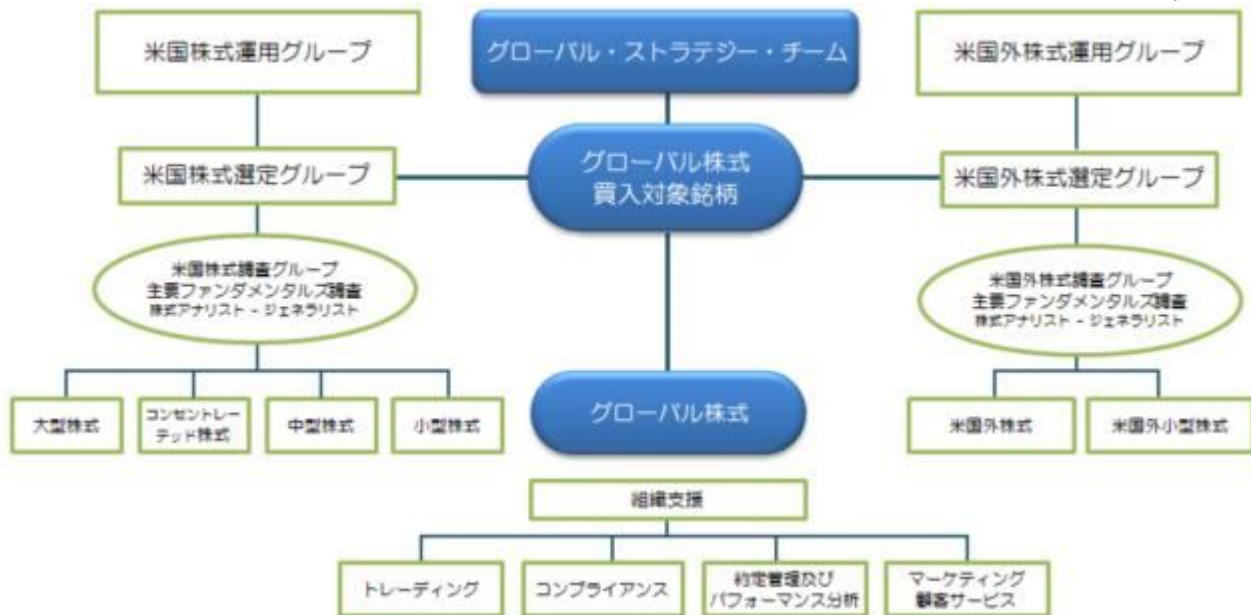 米国株式運用グループ
グローバル・ストラテジー・チーム
米国外株式運用グループ
米国株式選定グループ
グローバル株式
買入対象銘柄
米国外株式選定グループ
米国株式調査グループ
主要ファンダメンタルズ調査
株式アナリスト - ジェネラリスト
米国外株式調査グループ
主要ファンダメンタルズ調査
株式アナリスト - ジェネラリスト
大型株式
コンセントレー
テッド株式
中型株式
小型株式
グローバル株式
米国外株式
米国外小型株式
組織支援
トレーディング
コンプライアンス
約定管理及び
パフォーマンス分析
マーケティング
顧客サービス